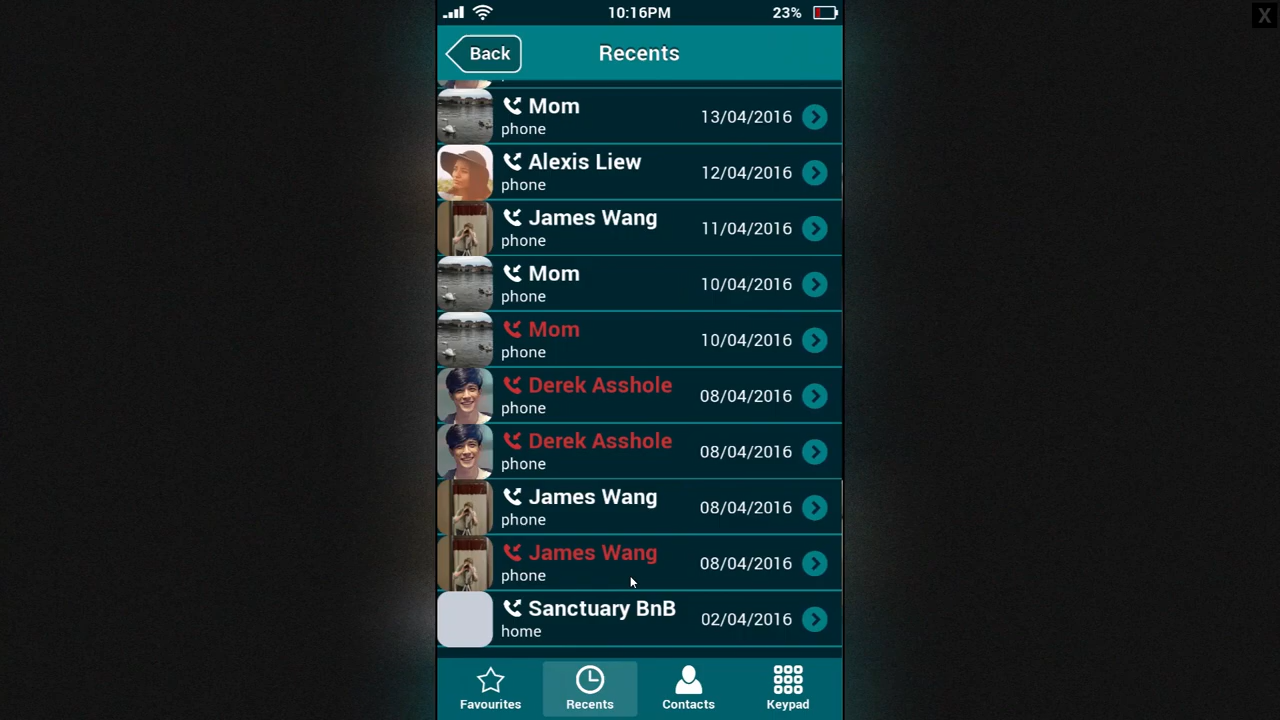 10:16PM
23%
X
Back
Recents
Mom
phone
13/04/2016
Alexis Liew
phone
12/04/2016
James Wang
phone
11/04/2016
Mom
phone
10/04/2016
Mom
phone
10/04/2016
Derek Asshole
phone
08/04/2016
Derek Asshole
phone
08/04/2016
James Wang
phone
08/04/2016
James Wang
phone
08/04/2016
Sanctuary BnB
home
02/04/2016
Favourites
Recents
Contacts
Keypad